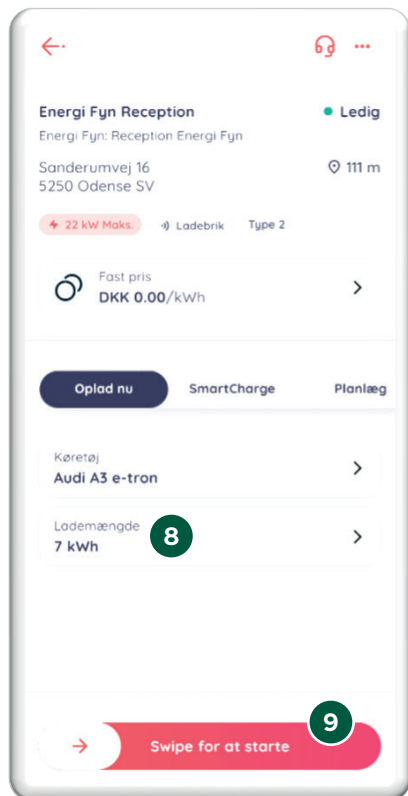 Energi Fyn Reception
Ledig
Energi Fyn: Reception Energi Fyn
Sanderumvej 16
111 m
5250 Odense SV
22 kW Maks.
Ladebrik
Type 2
Fast pris
DKK 0.00/kWh
Oplad nu
SmartCharge
Planlæg
Køretøj
Audi A3 e-tron
Lademængde
7 kWh
8
9
Swipe for at starte